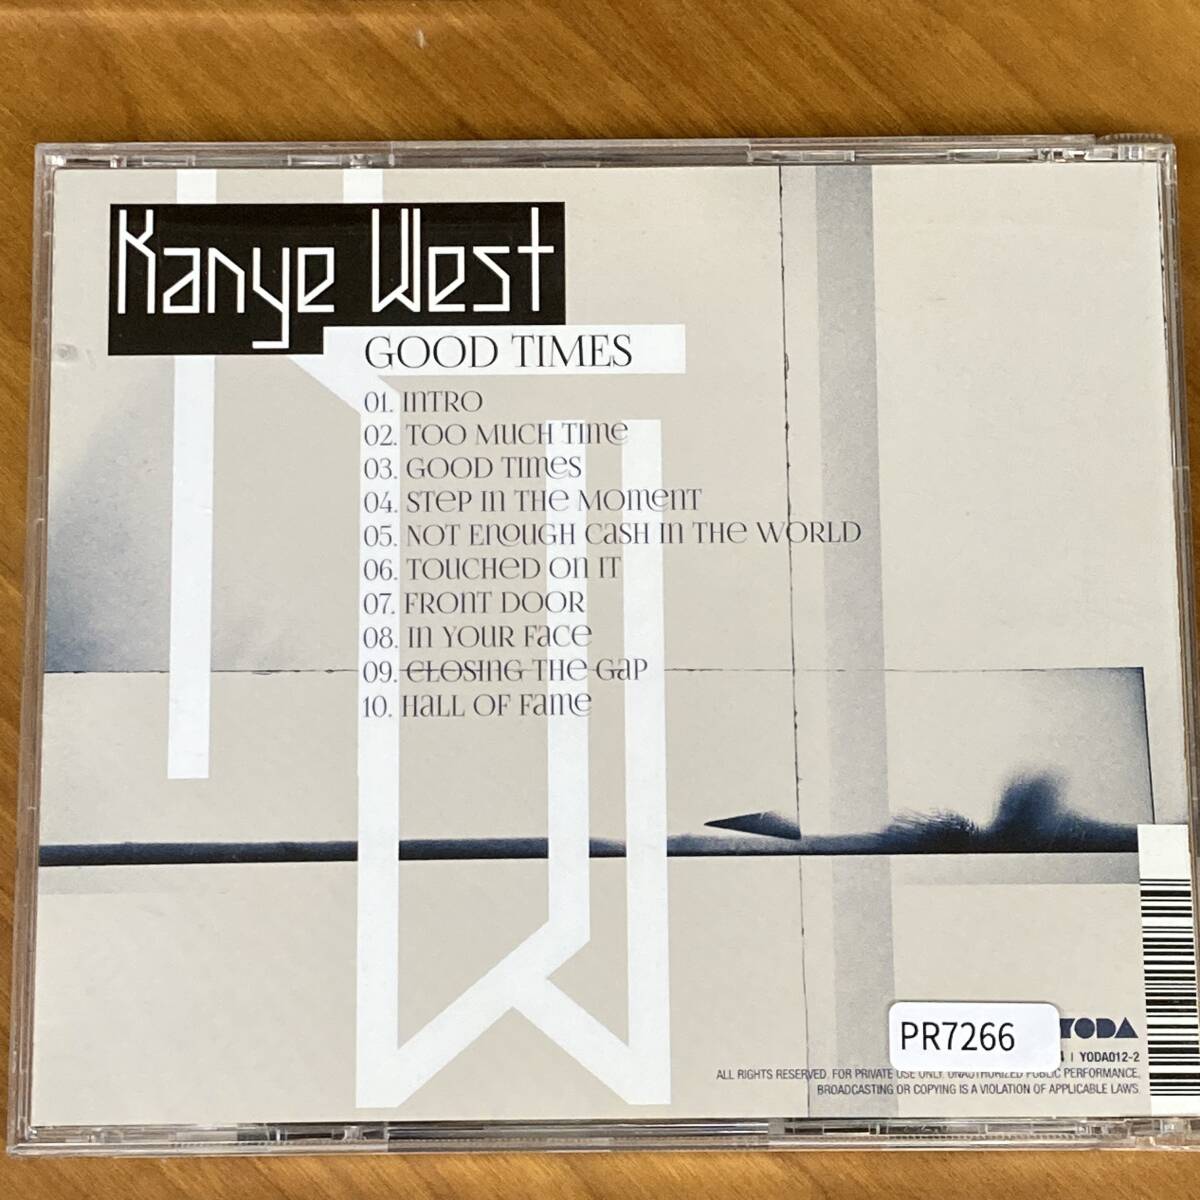 Kanye West
GOOD TIMES
01. INTRO
02. TOO MUCH TIME
03. GOOD TIMES
04. STEP IN THE MOMENT
05. NOT ENOUGH CASH IN THE WORLD
06. TOUCHED ON IT
07. FRONT DOOR
08. IN YOUR FACE
09. CLOSING THE GAP
10. HALL OF FAME
YODA
PR7266
4 | YODA012-2
ALL RIGHTS RESERVED. FOR PRIVATE USE ONLY. UNAUTHORIZED PUBLIC PERFORMANCE,
BROADCASTING OR COPYING IS A VIOLATION OF APPLICABLE LAWS.